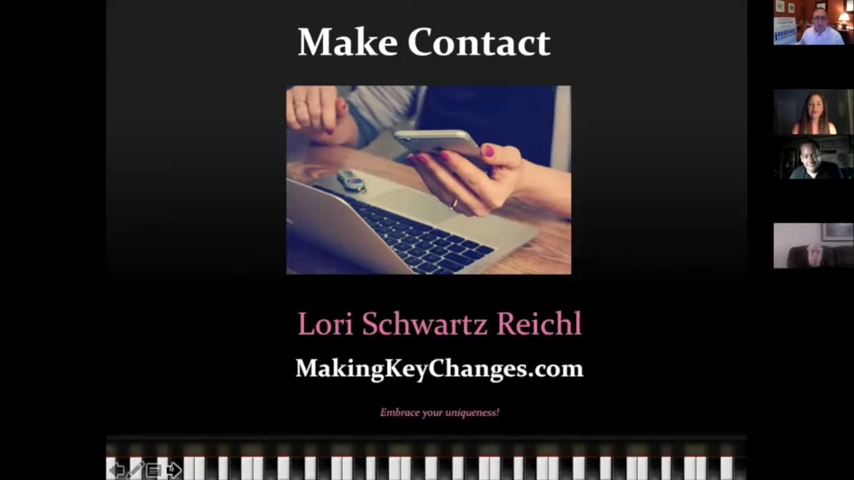 Make Contact
Lori Schwartz Reichl
MakingKeyChanges.com
Embrace your uniqueness!